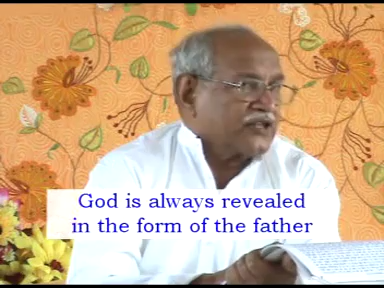 God is always revealed
in the form of the father